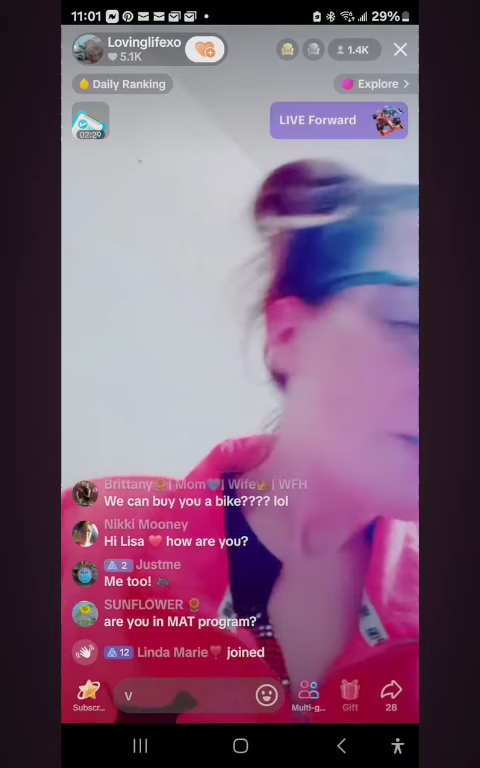 11:01
29%
Lovinglifexo
5.1K
1.4K
Daily Ranking
Explore >
02:29
LIVE Forward
Brittany🌻| Mom💙| Wife👰| WFH
We can buy you a bike???? lol
Nikki Mooney
Hi Lisa ❤️ how are you?
2 Justme
Me too!
SUNFLOWER 🌻
are you in MAT program?
12 Linda Marie❤️ joined
V
Subscr...
Multi-g...
Gift
28